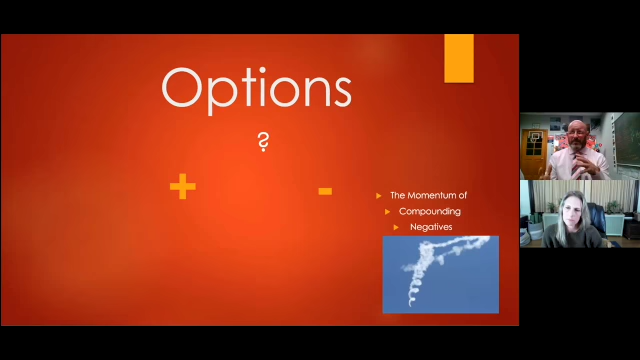 Options
?
+ -
The Momentum of
Compounding
Negatives